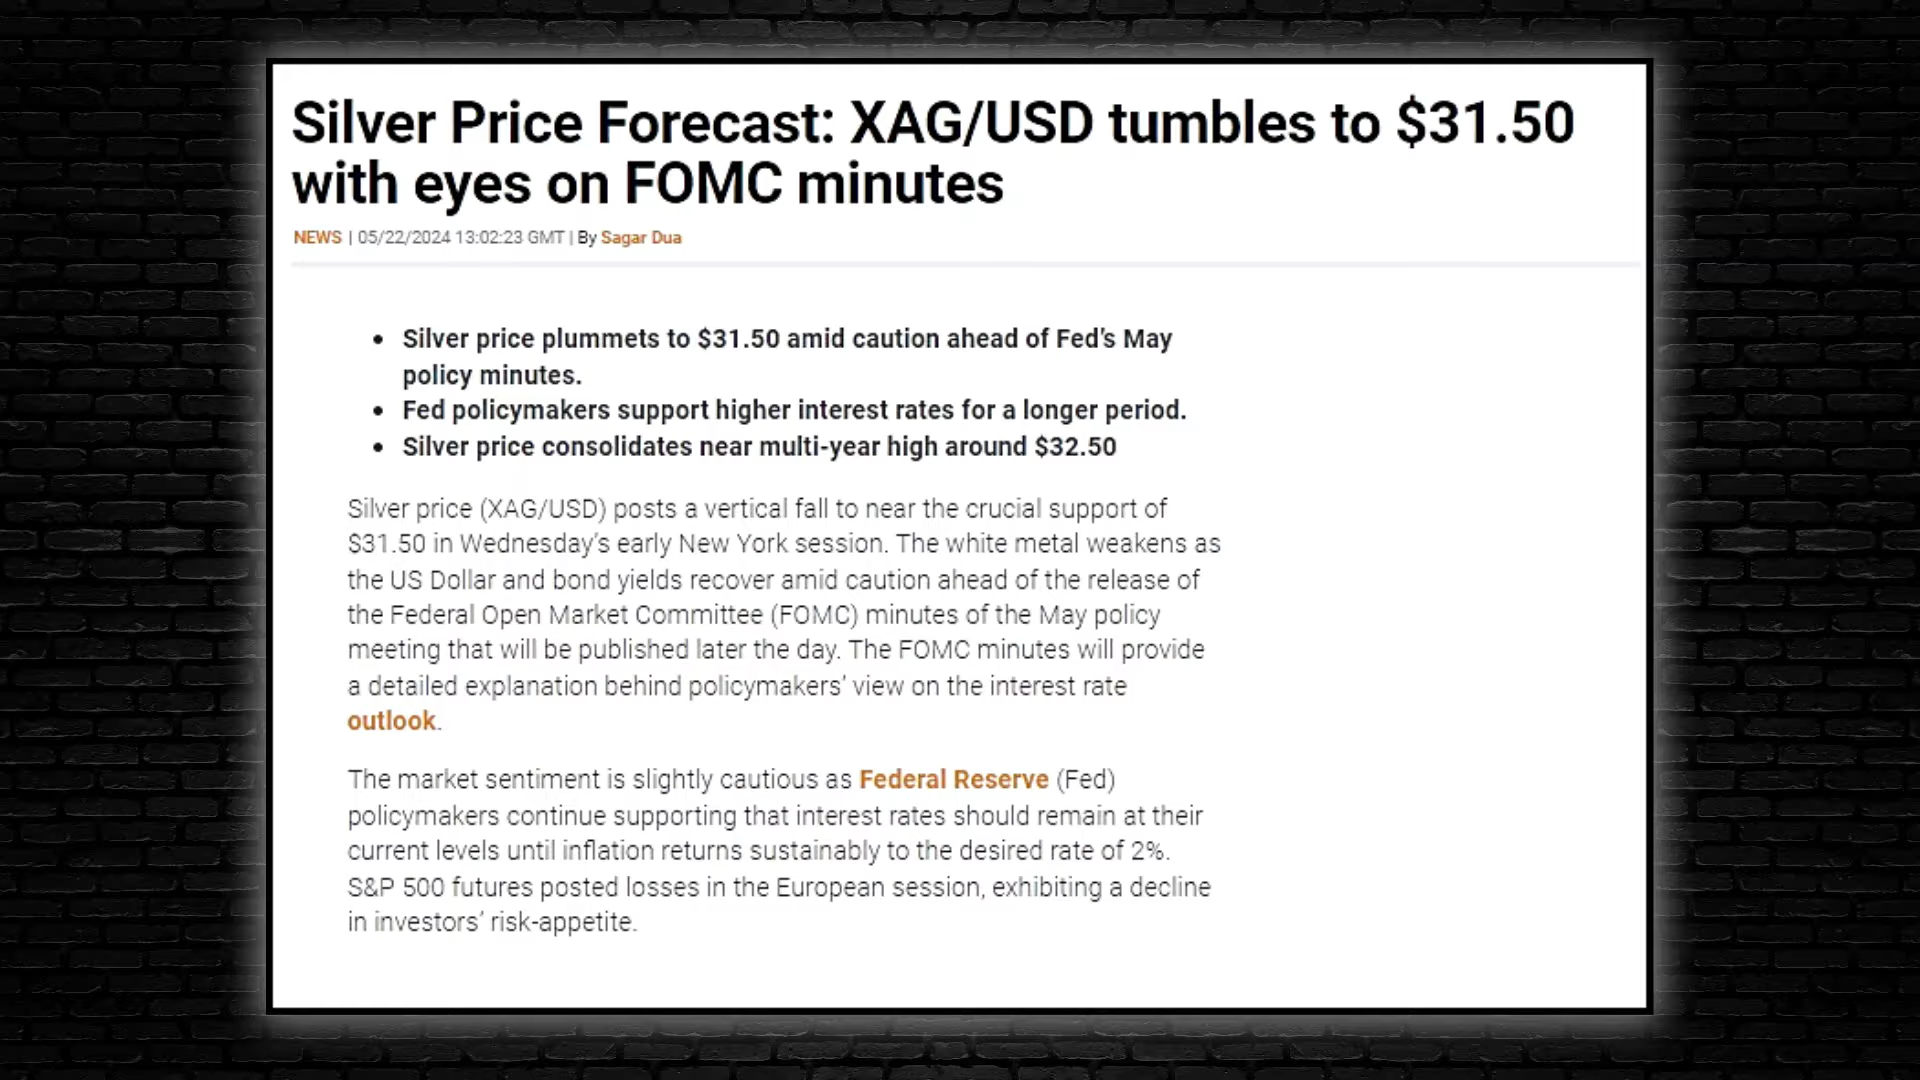 Silver Price Forecast: XAG/USD tumbles to $31.50
with eyes on FOMC minutes
NEWS | 05/22/2024 13:02:23 GMT | By Sagar Dua
• Silver price plummets to $31.50 amid caution ahead of Fed's May
policy minutes.
• Fed policymakers support higher interest rates for a longer period.
• Silver price consolidates near multi-year high around $32.50
Silver price (XAG/USD) posts a vertical fall to near the crucial support of
$31.50 in Wednesday's early New York session. The white metal weakens as
the US Dollar and bond yields recover amid caution ahead of the release of
the Federal Open Market Committee (FOMC) minutes of the May policy
meeting that will be published later the day. The FOMC minutes will provide
a detailed explanation behind policymakers' view on the interest rate
outlook.
The market sentiment is slightly cautious as Federal Reserve (Fed)
policymakers continue supporting that interest rates should remain at their
current levels until inflation returns sustainably to the desired rate of 2%.
S&P 500 futures posted losses in the European session, exhibiting a decline
in investors' risk-appetite.